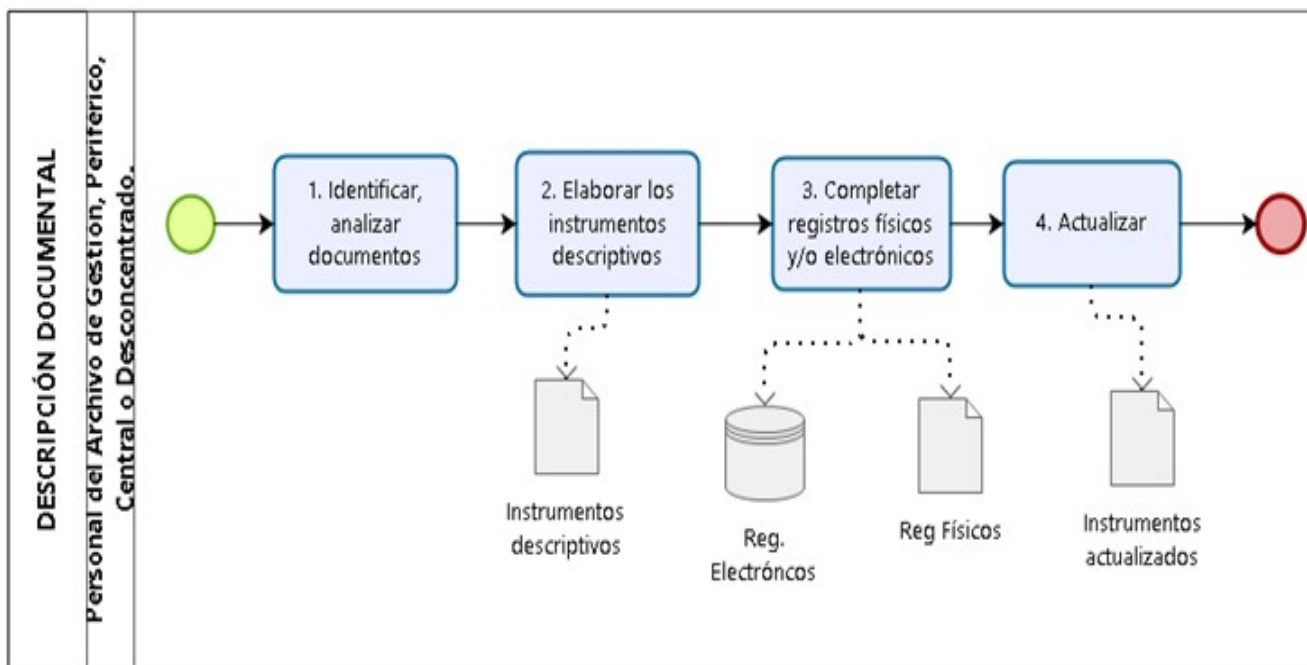 DESCRIPCIÓN DOCUMENTAL
Personal del Archivo de Gestión, Periférico,
Central o Desconcentrado.
1. Identificar,
analizar
documentos
2. Elaborar los
instrumentos
descriptivos
3. Completar
registros físicos
y/o electrónicos
4. Actualizar
Instrumentos
descriptivos
Reg.
Electróncos
Reg Físicos
Instrumentos
actualizados